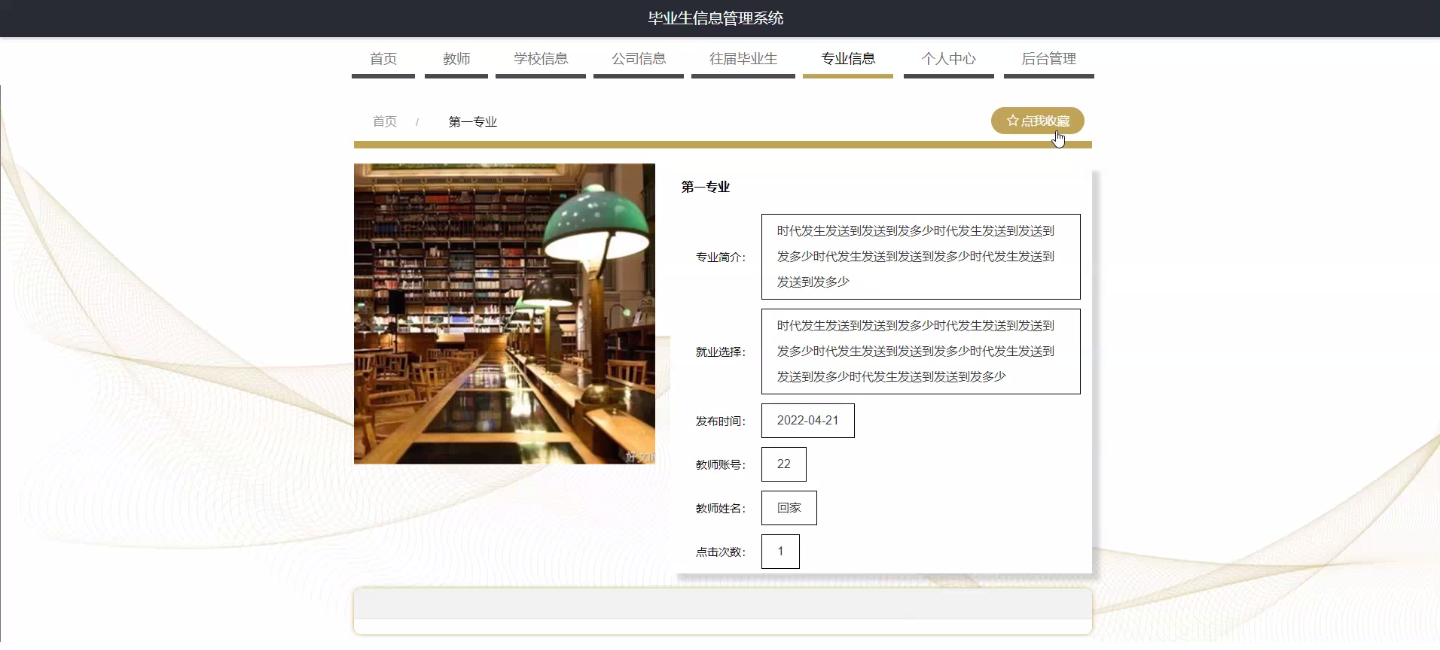 毕业生信息管理系统
首页 教师 学校信息 公司信息 往届毕业生 专业信息 个人中心 后台管理
首页 / 第一专业
点我收藏
第一专业
专业简介：
时代发生发送到发送到发多少时代发生发送到发送到
发多少时代发生发送到发送到发多少时代发生发送到
发送到发多少
就业选择：
时代发生发送到发送到发多少时代发生发送到发送到
发多少时代发生发送到发送到发多少时代发生发送到
发送到发多少时代发生发送到发送到发多少
发布时间： 2022-04-21
教师账号： 22
教师姓名： 回家
点击次数： 1